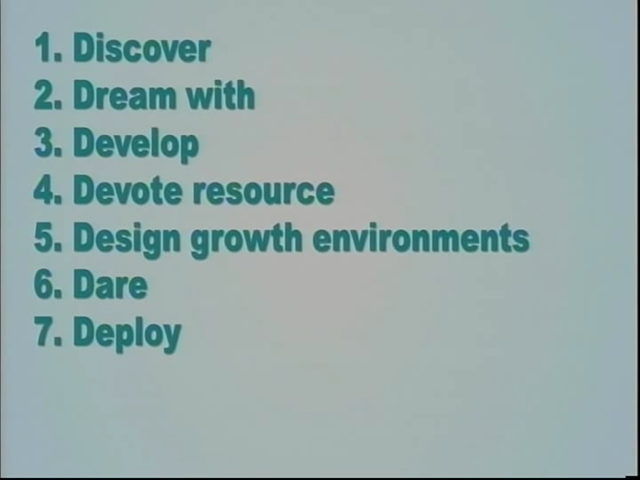 1. Discover
2. Dream with
3. Develop
4. Devote resource
5. Design growth environments
6. Dare
7. Deploy